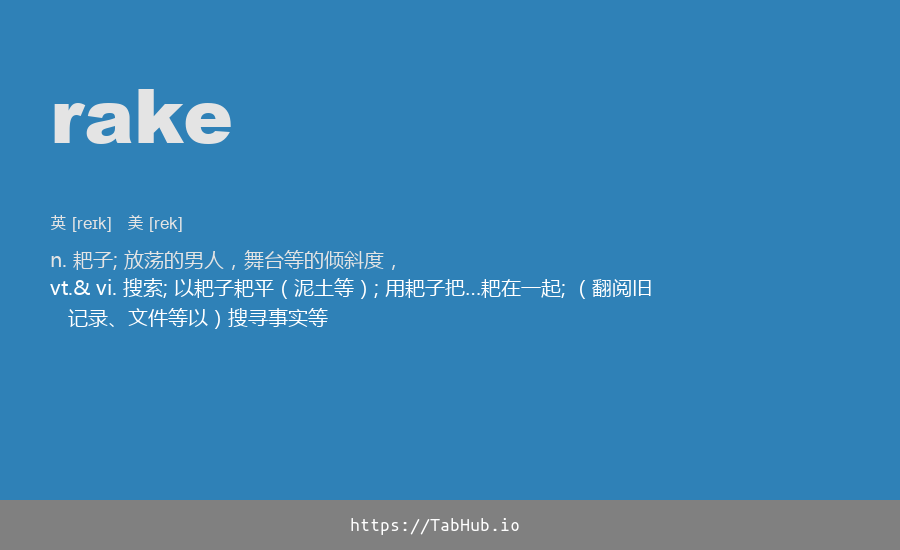 rake
英 [reɪk] 美 [rek]
n. 耙子; 放荡的男人，舞台等的倾斜度，
vt.& vi. 搜索; 以耙子耙平（泥土等）; 用耙子把...耙在一起; （翻阅旧
记录、文件等以）搜寻事实等
https://TabHub.io